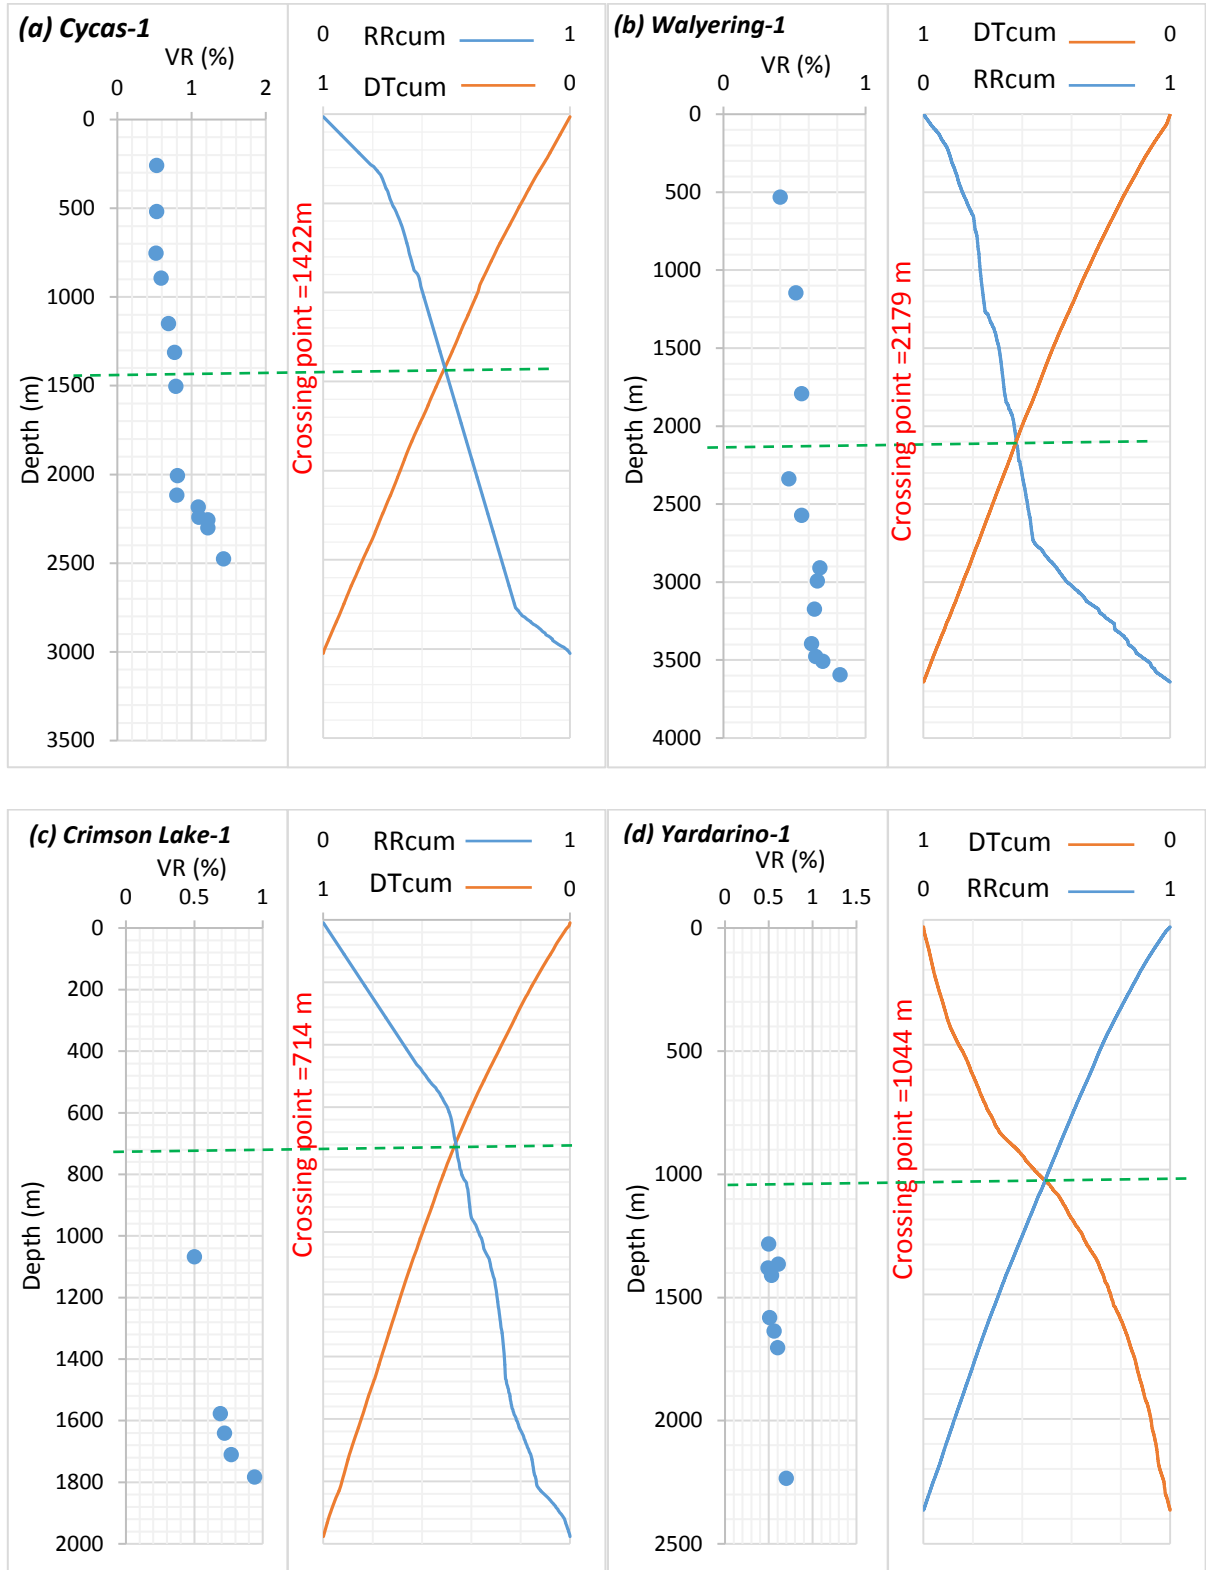 (a) Cycas-1
0 RRcum 1
VR (%)
1 DTcum 0
0 1 2
0
500
1000
1500
2000
2500
3000
3500
Depth (m)
Crossing point =1422m
(b) Walyering-1
1 DTcum 0
VR (%)
0 RRcum 1
0 1
0
500
1000
1500
2000
2500
3000
3500
4000
Depth (m)
Crossing point =2179 m
(c) Crimson Lake-1
0 RRcum 1
VR (%)
1 DTcum 0
0 0.5 1
0
200
400
600
800
1000
1200
1400
1600
1800
2000
Depth (m)
Crossing point =714 m
(d) Yardarino-1
1 DTcum 0
VR (%)
0 RRcum 1
0 0.5 1 1.5
0
500
1000
1500
2000
2500
Depth (m)
Crossing point =1044 m